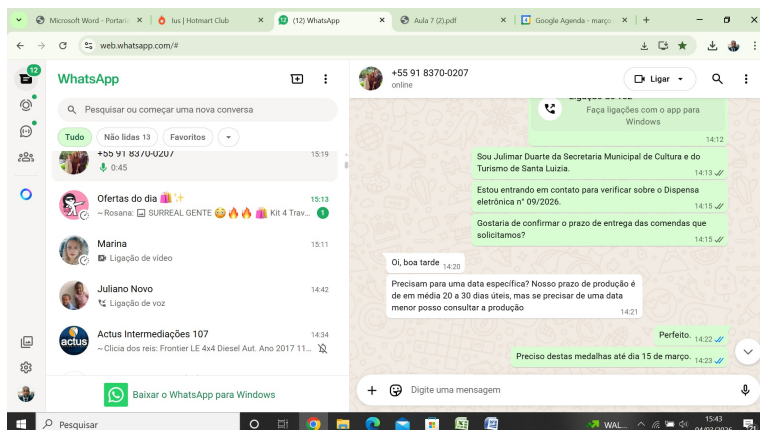 Microsoft Word - Portaria
Ius | Hotmart Club
(12) WhatsApp
Aula 7 (2).pdf
Google Agenda - março
web.whatsapp.com/#
12
WhatsApp
Pesquisar ou começar uma nova conversa
Tudo
Não lidas 13
Favoritos
+55 91 8370-0207
15:19
0:45
Ofertas do dia
15:13
~Rosana: SURREAL GENTE Kit 4 Trav...
1
Marina
15:11
Ligação de vídeo
Juliano Novo
14:42
Ligação de voz
actus
Actus Intermediações 107
14:34
~Clicia dos reis: Frontier LE 4x4 Diesel Aut. Ano 2017 11...
Baixar o WhatsApp para Windows
+55 91 8370-0207
online
Ligar
Faça ligações com o app para
Windows
14:12
Sou Julimar Duarte da Secretaria Municipal de Cultura e do
Turismo de Santa Luizia.
14:13
Estou entrando em contato para verificar sobre o Dispensa
eletrônica n° 09/2026.
14:15
Gostaria de confirmar o prazo de entrega das comendas que
solicitamos?
14:15
Oi, boa tarde
14:20
Precisam para uma data específica? Nosso prazo de produção é
de em média 20 a 30 dias úteis, mas se precisar de uma data
menor posso consultar a produção
14:21
Perfeito.
14:22
Preciso destas medalhas até dia 15 de março.
14:23
Digite uma mensagem
Pesquisar
WAL...
15:43